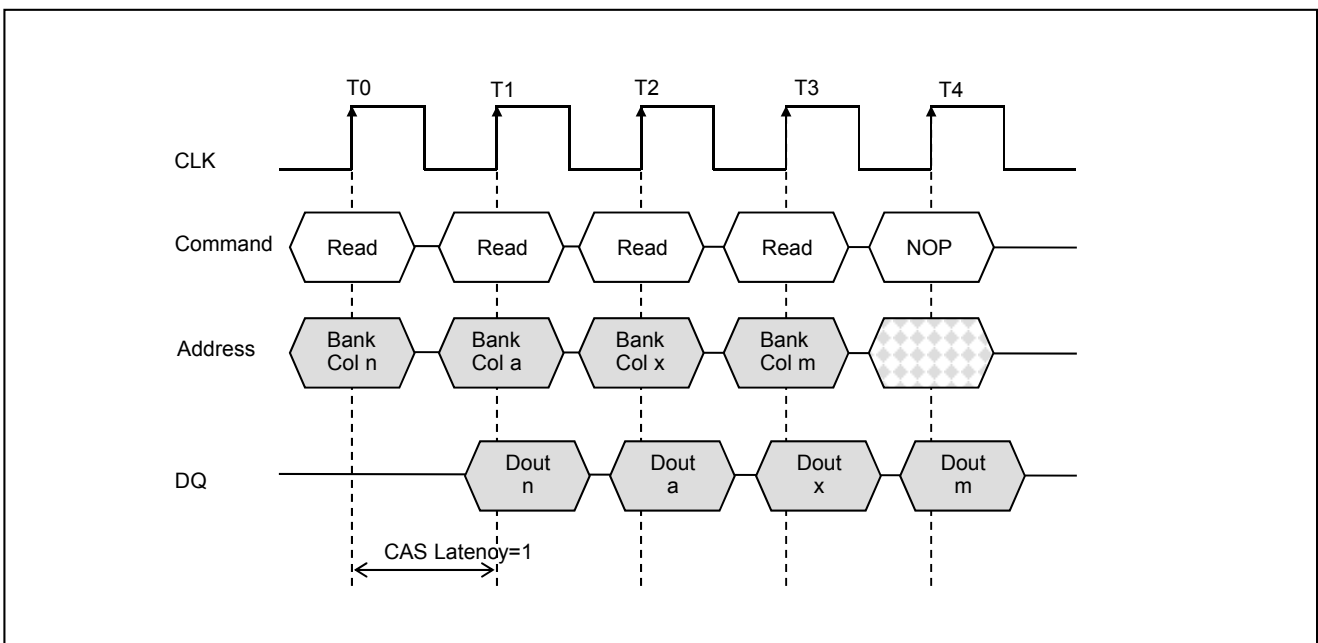 T0 T1 T2 T3 T4
CLK
Command Read Read Read Read NOP
Address
Bank
Col n
Bank
Col a
Bank
Col x
Bank
Col m
DQ
Dout
n
Dout
a
Dout
x
Dout
m
CAS Latency=1